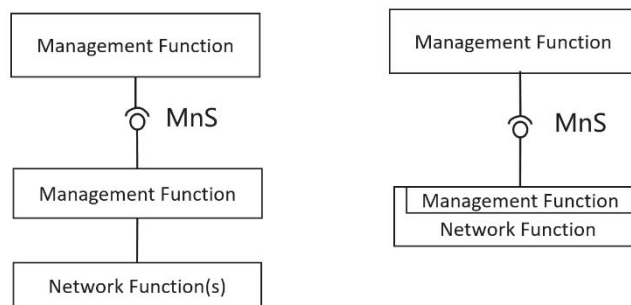 Management Function
MnS
Management Function
Network Function(s)
Management Function
MnS
Management Function
Network Function